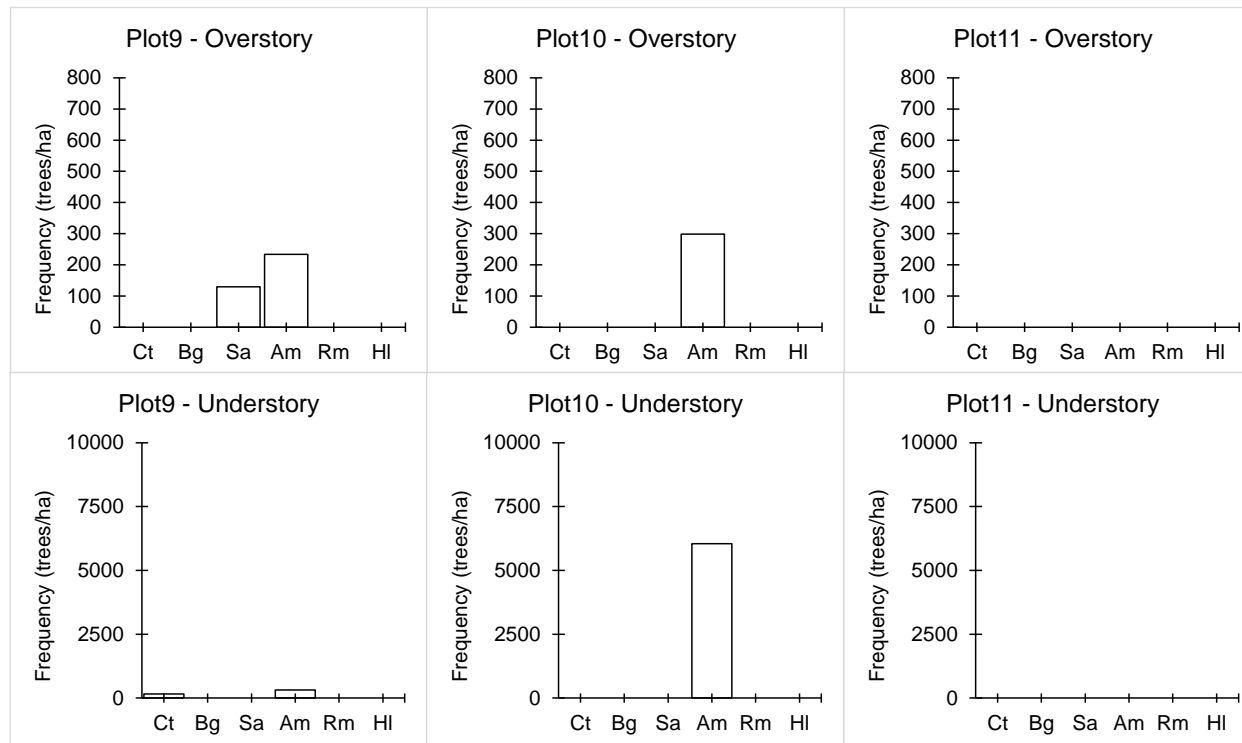 Plot9 - Overstory
800
700
600
500
400
300
200
100
0
Frequency (trees/ha)
Ct Bg Sa Am Rm Hl
Plot10 - Overstory
800
700
600
500
400
300
200
100
0
Frequency (trees/ha)
Ct Bg Sa Am Rm Hl
Plot11 - Overstory
800
700
600
500
400
300
200
100
0
Frequency (trees/ha)
Ct Bg Sa Am Rm Hl
Plot9 - Understory
10000
7500
5000
2500
0
Frequency (trees/ha)
Ct Bg Sa Am Rm Hl
Plot10 - Understory
10000
7500
5000
2500
0
Frequency (trees/ha)
Ct Bg Sa Am Rm Hl
Plot11 - Understory
10000
7500
5000
2500
0
Frequency (trees/ha)
Ct Bg Sa Am Rm Hl